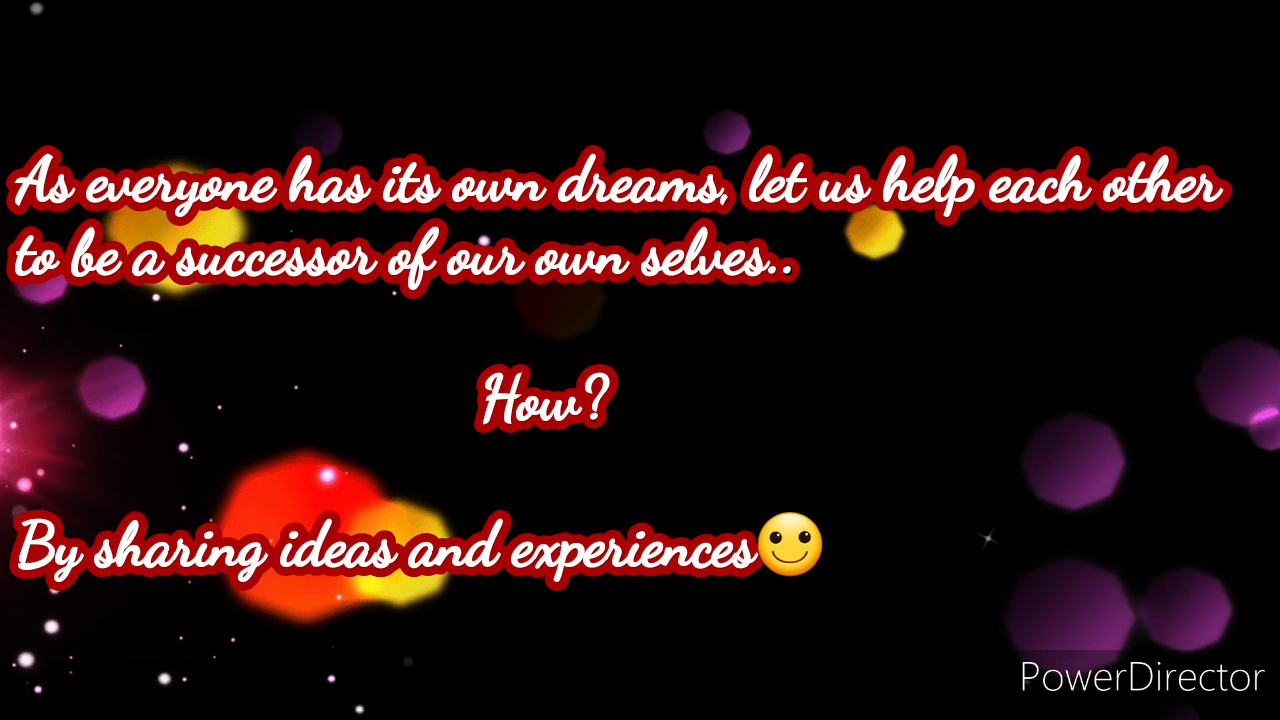 As everyone has its own dreams, let us help each other
to be a successor of our own selves..
How?
By sharing ideas and experiences🙂
PowerDirector